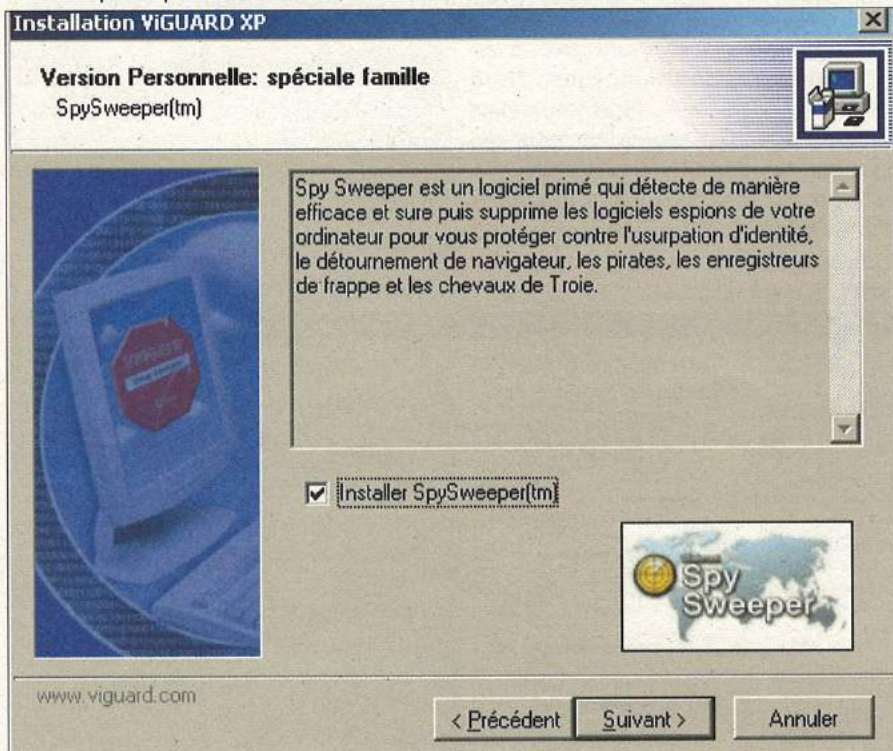 Installation ViGUARD XP
Version Personnelle: spéciale famille
SpySweeper(tm)
Spy Sweeper est un logiciel primé qui détecte de manière
efficace et sure puis supprime les logiciels espions de votre
ordinateur pour vous protéger contre l'usurpation d'identité,
le détournement de navigateur, les pirates, les enregistreurs
de frappe et les chevaux de Troie.
VIGUARD
Installer SpySweeper(tm)
Spy
Sweeper
www.viguard.com
< Précédent
Suivant >
Annuler